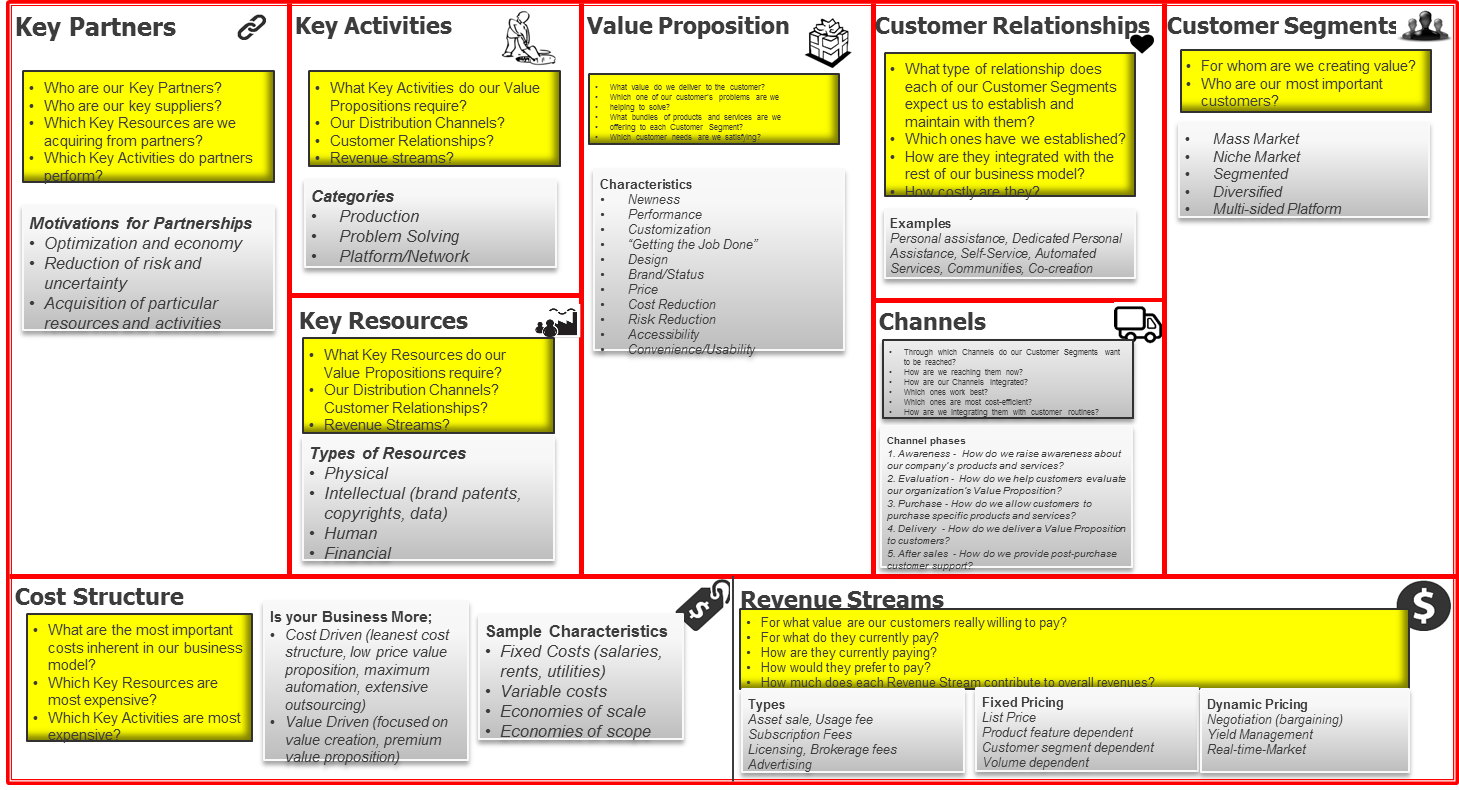 Key Partners
• Who are our Key Partners?
• Who are our key suppliers?
• Which Key Resources are we
acquiring from partners?
• Which Key Activities do partners
perform?
Motivations for Partnerships
• Optimization and economy
• Reduction of risk and
uncertainty
• Acquisition of particular
resources and activities
Key Activities
• What Key Activities do our Value
Propositions require?
• Our Distribution Channels?
• Customer Relationships?
• Revenue streams?
Categories
• Production
• Problem Solving
• Platform/Network
Key Resources
• What Key Resources do our
Value Propositions require?
• Our Distribution Channels?
Customer Relationships?
• Revenue Streams?
Types of Resources
• Physical
• Intellectual (brand patents,
copyrights, data)
• Human
• Financial
Value Proposition
• What value do we deliver to the customer?
• Which one of our customer's problems are we
• helping to solve?
• What bundles of products and services are we
• offering to each Customer Segment?
• Which customer needs are we satisfying?
Characteristics
• Newness
• Performance
• Customization
• “Getting the Job Done”
• Design
• Brand/Status
• Price
• Cost Reduction
• Risk Reduction
• Accessibility
• Convenience/Usability
Customer Relationships
• What type of relationship does
each of our Customer Segments
expect us to establish and
maintain with them?
• Which ones have we established?
• How are they integrated with the
rest of our business model?
• How costly are they?
Examples
Personal assistance, Dedicated Personal
Assistance, Self-Service, Automated
Services, Communities, Co-creation
Channels
• Through which Channels do our Customer Segments want
to be reached?
• How are we reaching them now?
• How are our Channels integrated?
• Which ones work best?
• Which ones are most cost-efficient?
• How are we integrating them with customer routines?
Channel phases
1. Awareness - How do we raise awareness about
our company's products and services?
2. Evaluation - How do we help customers evaluate
our organization's Value Proposition?
3. Purchase - How do we allow customers to
purchase specific products and services?
4. Delivery - How do we deliver a Value Proposition
to customers?
5. After sales - How do we provide post-purchase
customer support?
Customer Segments
• For whom are we creating value?
• Who are our most important
customers?
• Mass Market
• Niche Market
• Segmented
• Diversified
• Multi-sided Platform
Cost Structure
• What are the most important
costs inherent in our business
model?
• Which Key Resources are
most expensive?
• Which Key Activities are most
expensive?
Is your Business More;
• Cost Driven (leanest cost
structure, low price value
proposition, maximum
automation, extensive
outsourcing)
• Value Driven (focused on
value creation, premium
value proposition)
Sample Characteristics
• Fixed Costs (salaries,
rents, utilities)
• Variable costs
• Economies of scale
• Economies of scope
$ $
Revenue Streams
$
• For what value are our customers really willing to pay?
• For what do they currently pay?
• How are they currently paying?
• How would they prefer to pay?
• How much does each Revenue Stream contribute to overall revenues?
Types
Asset sale, Usage fee
Subscription Fees
Licensing, Brokerage fees
Advertising
Fixed Pricing
List Price
Product feature dependent
Customer segment dependent
Volume dependent
Dynamic Pricing
Negotiation (bargaining)
Yield Management
Real-time-Market